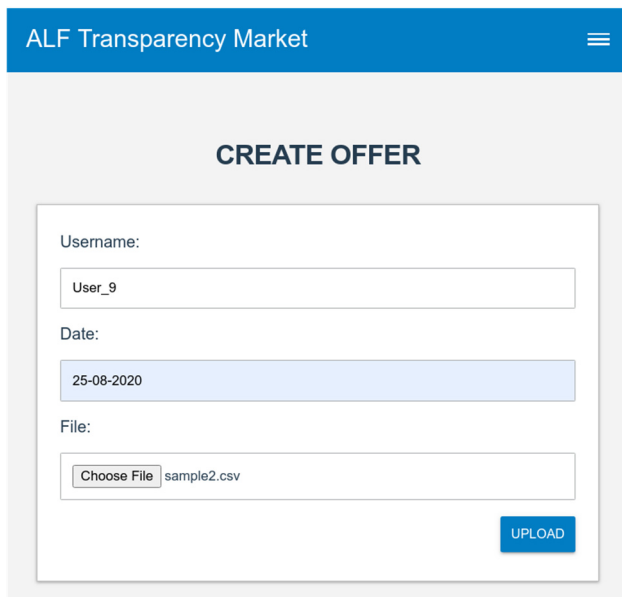 ALF Transparency Market
CREATE OFFER
Username:
User_9
Date:
25-08-2020
File:
Choose File sample2.csv
UPLOAD